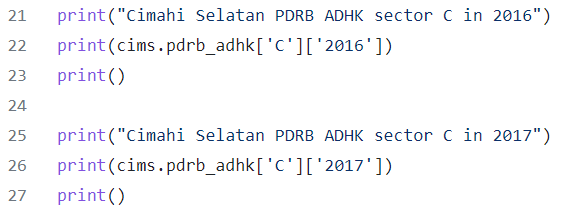 21 print("Cimahi Selatan PDRB ADHK sector C in 2016")
22 print(cims.pdrb_adhk['C']['2016'])
23 print()
24
25 print("Cimahi Selatan PDRB ADHK sector C in 2017")
26 print(cims.pdrb_adhk['C']['2017'])
27 print()